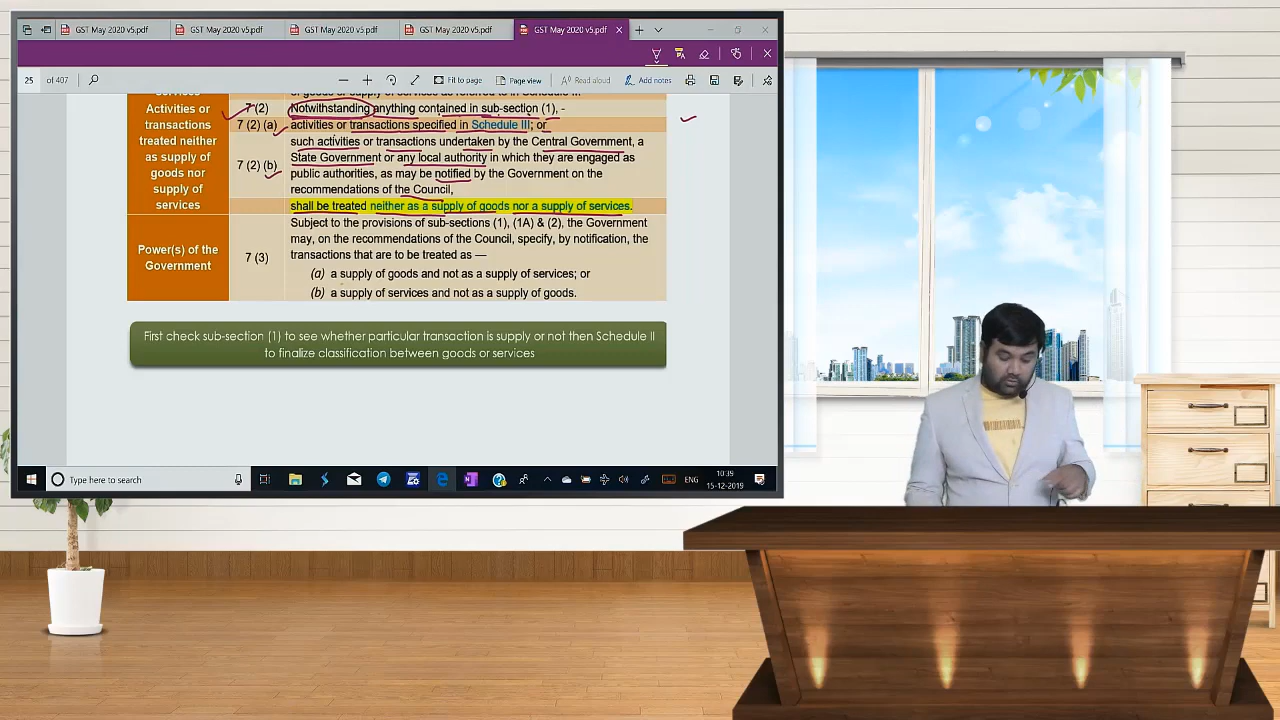 GST May 2020 v5.pdf
GST May 2020 v5.pdf
GST May 2020 v5.pdf
GST May 2020 v5.pdf
GST May 2020 v5.pdf
25 of 407
Fit to page
Page view
Read aloud
Add notes
Activities or transactions treated neither as supply of goods nor supply of services
7 (2)
Notwithstanding anything contained in sub-section (1), -
7 (2) (a)
activities or transactions specified in Schedule III; or
7 (2) (b)
such activities or transactions undertaken by the Central Government, a
State Government or any local authority in which they are engaged as
public authorities, as may be notified by the Government on the
recommendations of the Council,
shall be treated neither as a supply of goods nor a supply of services.
Power(s) of the
Government
7 (3)
Subject to the provisions of sub-sections (1), (1A) & (2), the Government
may, on the recommendations of the Council, specify, by notification, the
transactions that are to be treated as —
(a) a supply of goods and not as a supply of services; or
(b) a supply of services and not as a supply of goods.
First check sub-section (1) to see whether particular transaction is supply or not then Schedule II
to finalize classification between goods or services
Type here to search
ENG
10:39
15-12-2019